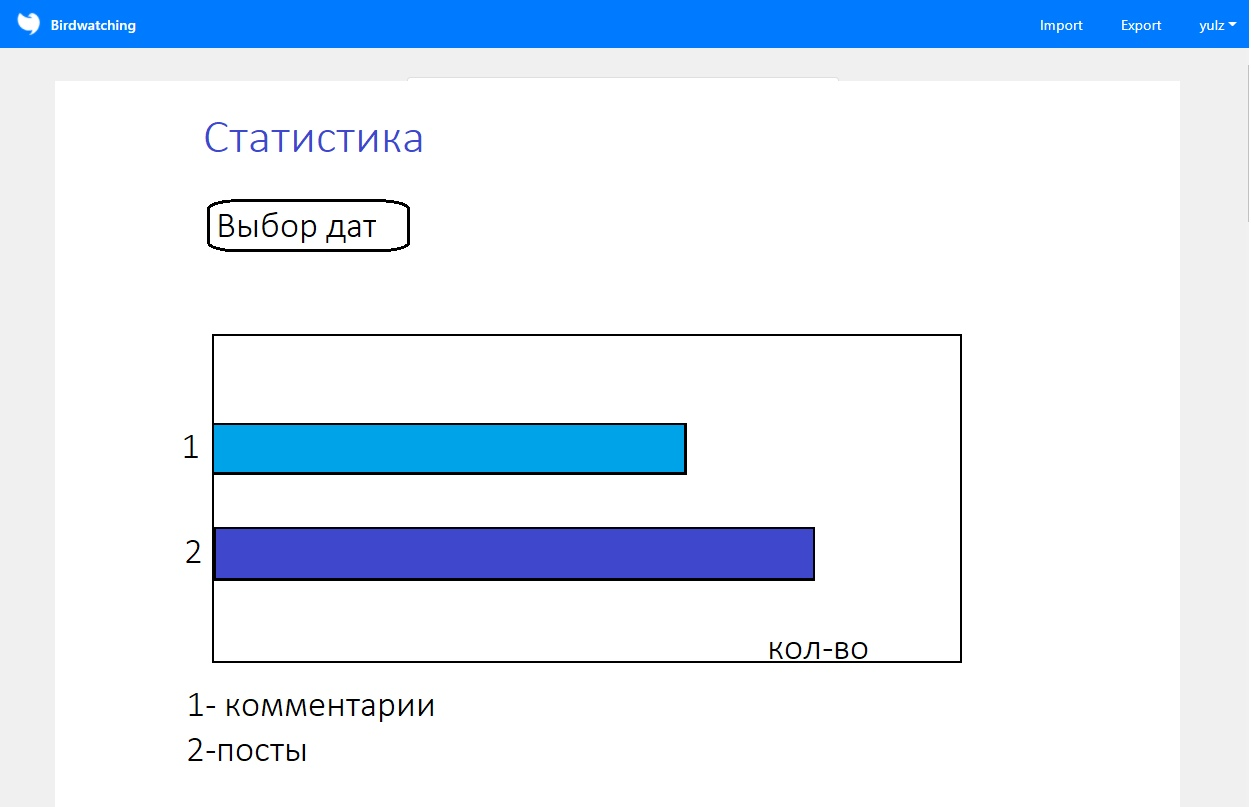 Birdwatching Import Export yulz
Статистика
Выбор дат
1
2
кол-во
1- комментарии
2-посты